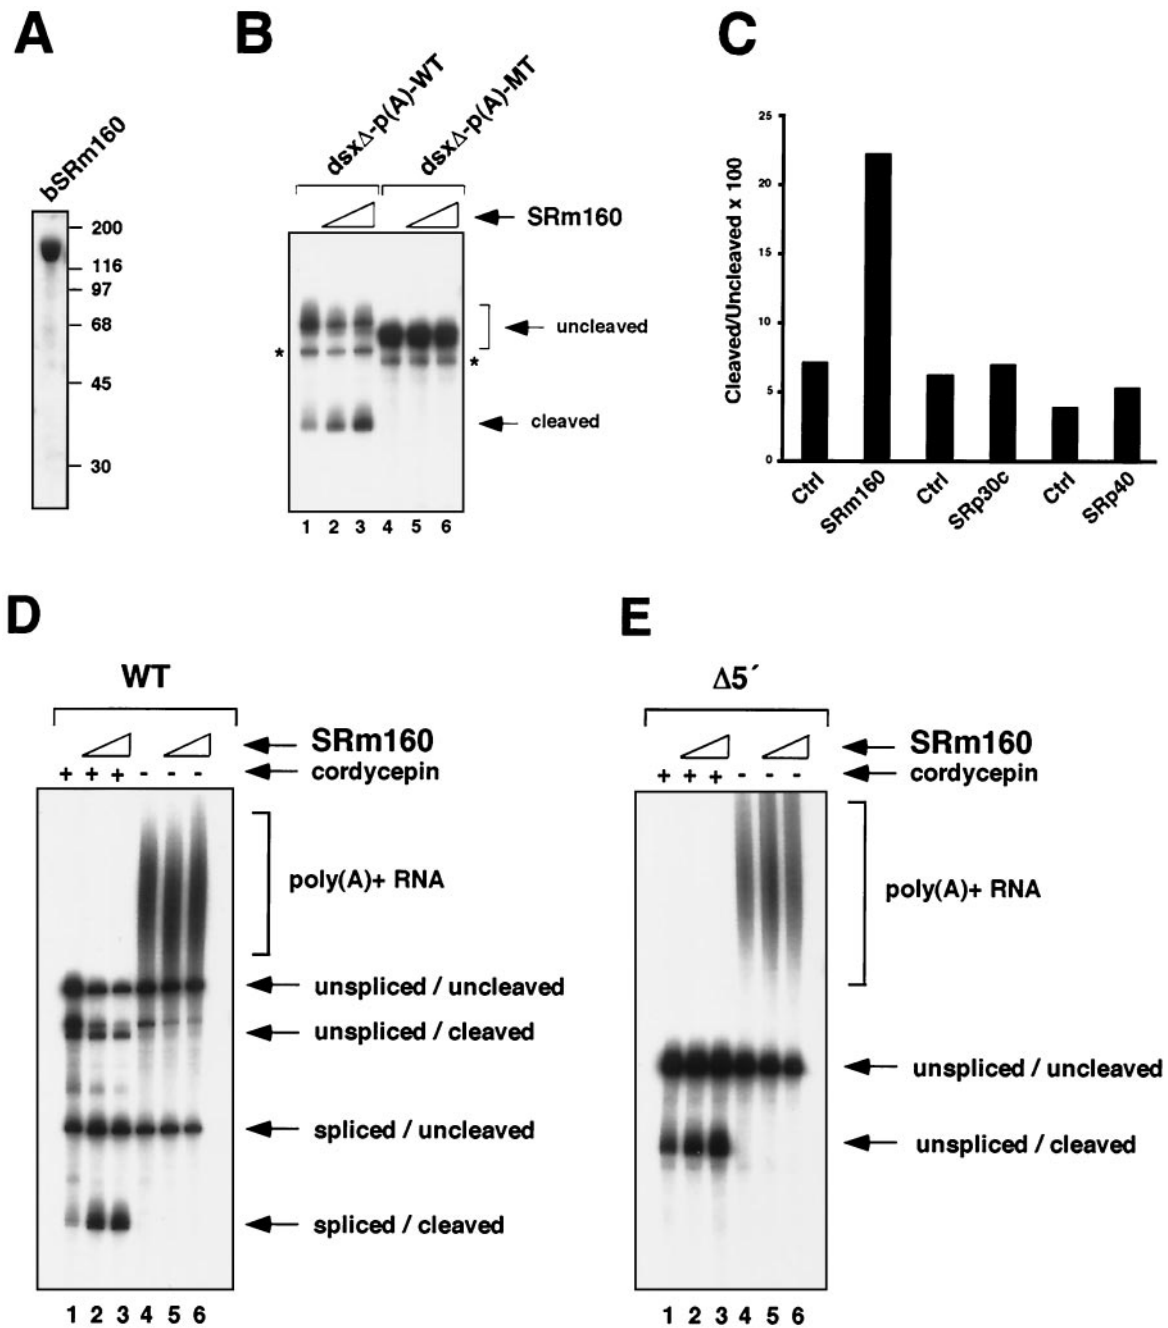 A
bSRm160
200
116
97
68
45
30
B
dsxΔ-p(A)-WT
dsxΔ-p(A)-MT
SRm160
uncleaved
*
*
cleaved
1 2 3 4 5 6
C
Cleaved/Uncleaved x 100
25
20
15
10
5
0
Ctrl
SRm160
Ctrl
SRp30c
Ctrl
SRp40
D
WT
SRm160
+ + + - - -
cordycepin
poly(A)+ RNA
unspliced / uncleaved
unspliced / cleaved
spliced / uncleaved
spliced / cleaved
1 2 3 4 5 6
E
Δ5´
SRm160
+ + + - - -
cordycepin
poly(A)+ RNA
unspliced / uncleaved
unspliced / cleaved
1 2 3 4 5 6